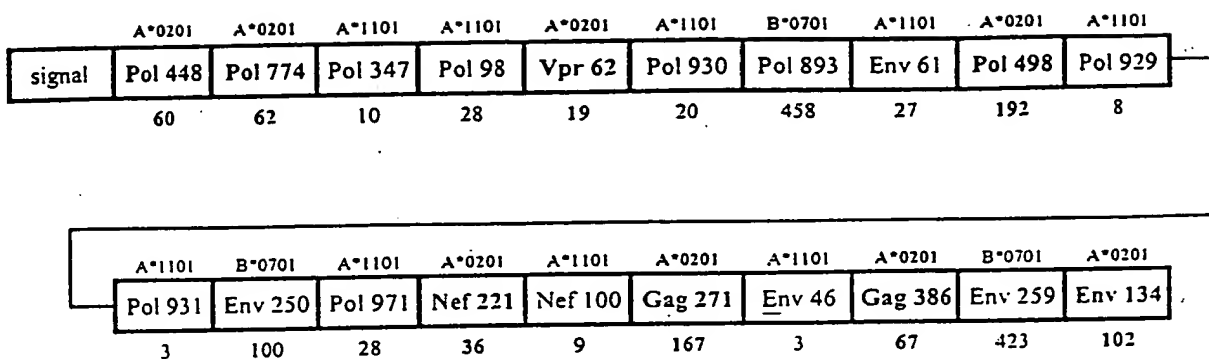 A*0201 A*0201 A*1101 A*1101 A*0201 A*1101 B*0701 A*1101 A*0201 A*1101
signal Pol 448 Pol 774 Pol 347 Pol 98 Vpr 62 Pol 930 Pol 893 Env 61 Pol 498 Pol 929
60 62 10 28 19 20 458 27 192 8
A*1101 B*0701 A*1101 A*0201 A*1101 A*0201 A*1101 A*0201 B*0701 A*0201
Pol 931 Env 250 Pol 971 Nef 221 Nef 100 Gag 271 Env 46 Gag 386 Env 259 Env 134
3 100 28 36 9 167 3 67 423 102